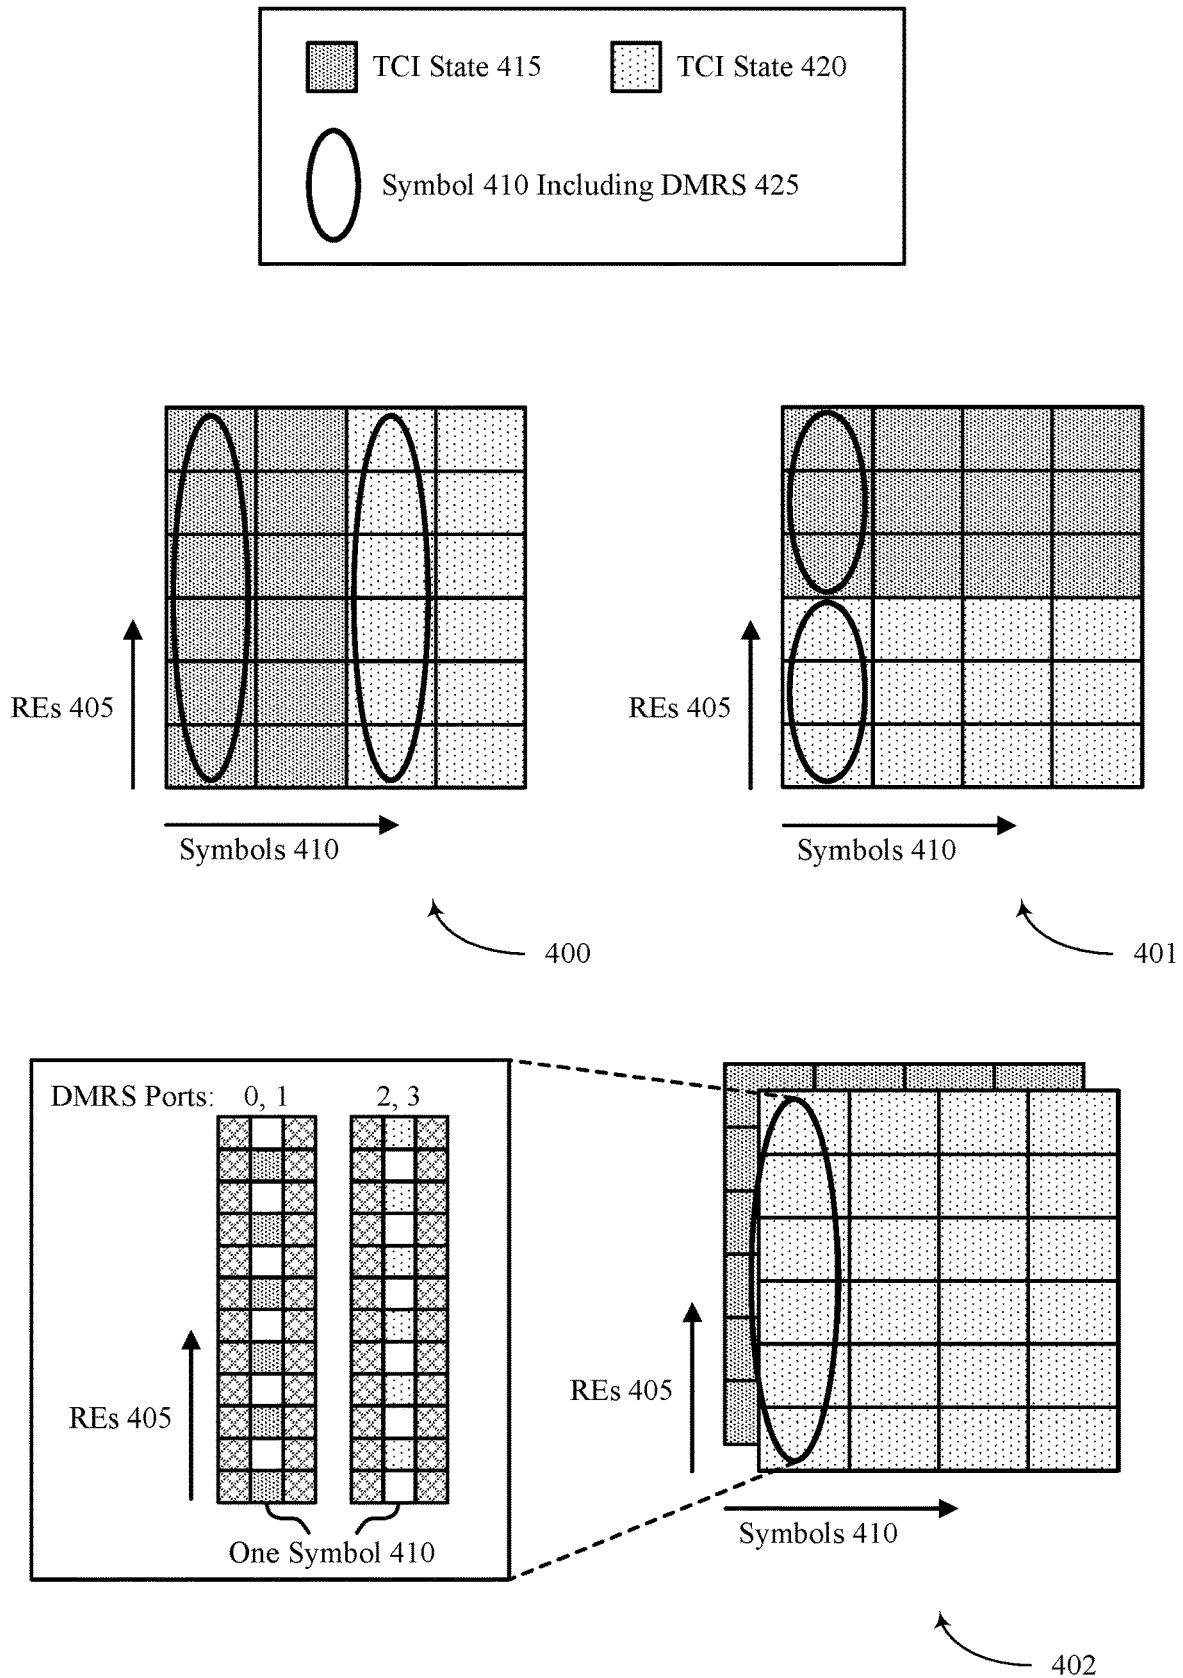 TCI State 415 TCI State 420
Symbol 410 Including DMRS 425
REs 405 REs 405
Symbols 410 Symbols 410
400 401
DMRS Ports: 0, 1 2, 3
REs 405 REs 405
One Symbol 410 Symbols 410
402